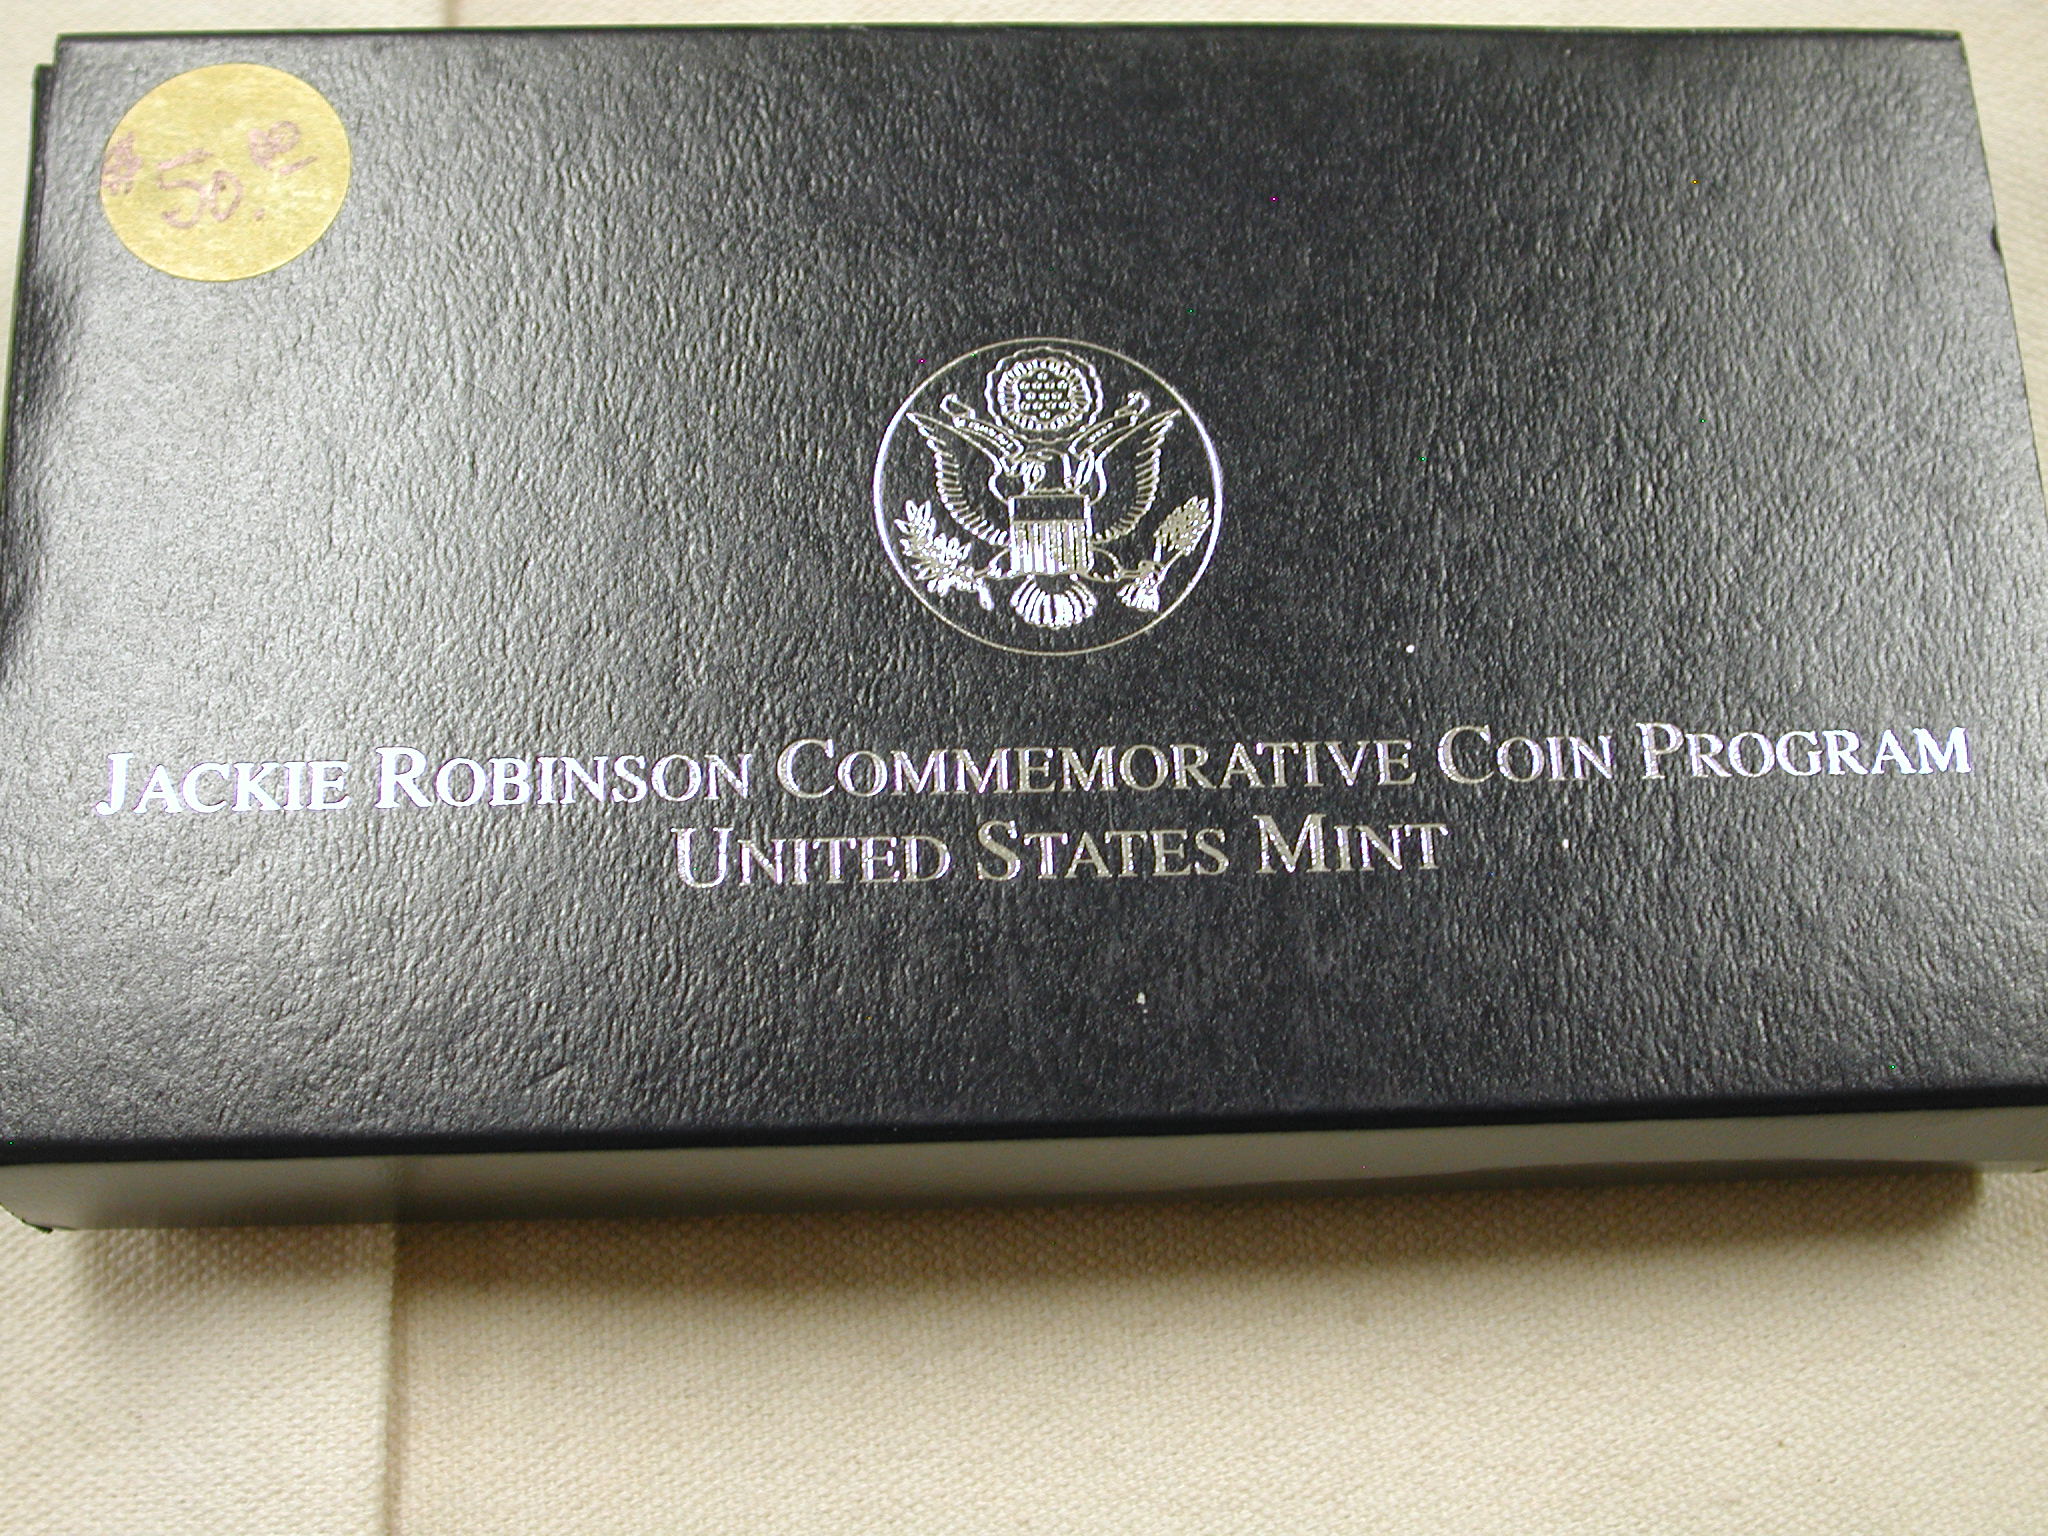 $50.00
JACKIE ROBINSON COMMEMORATIVE COIN PROGRAM
UNITED STATES MINT